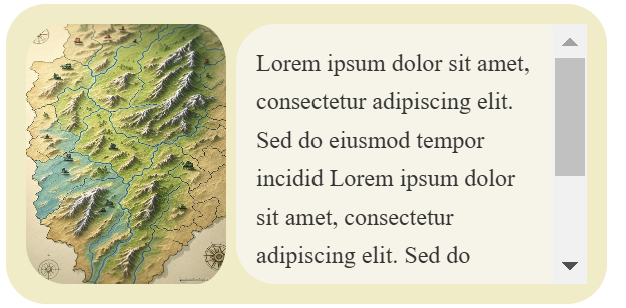 Lorem ipsum dolor sit amet,
consectetur adipiscing elit.
Sed do eiusmod tempor
incidid Lorem ipsum dolor
sit amet, consectetur
adipiscing elit. Sed do